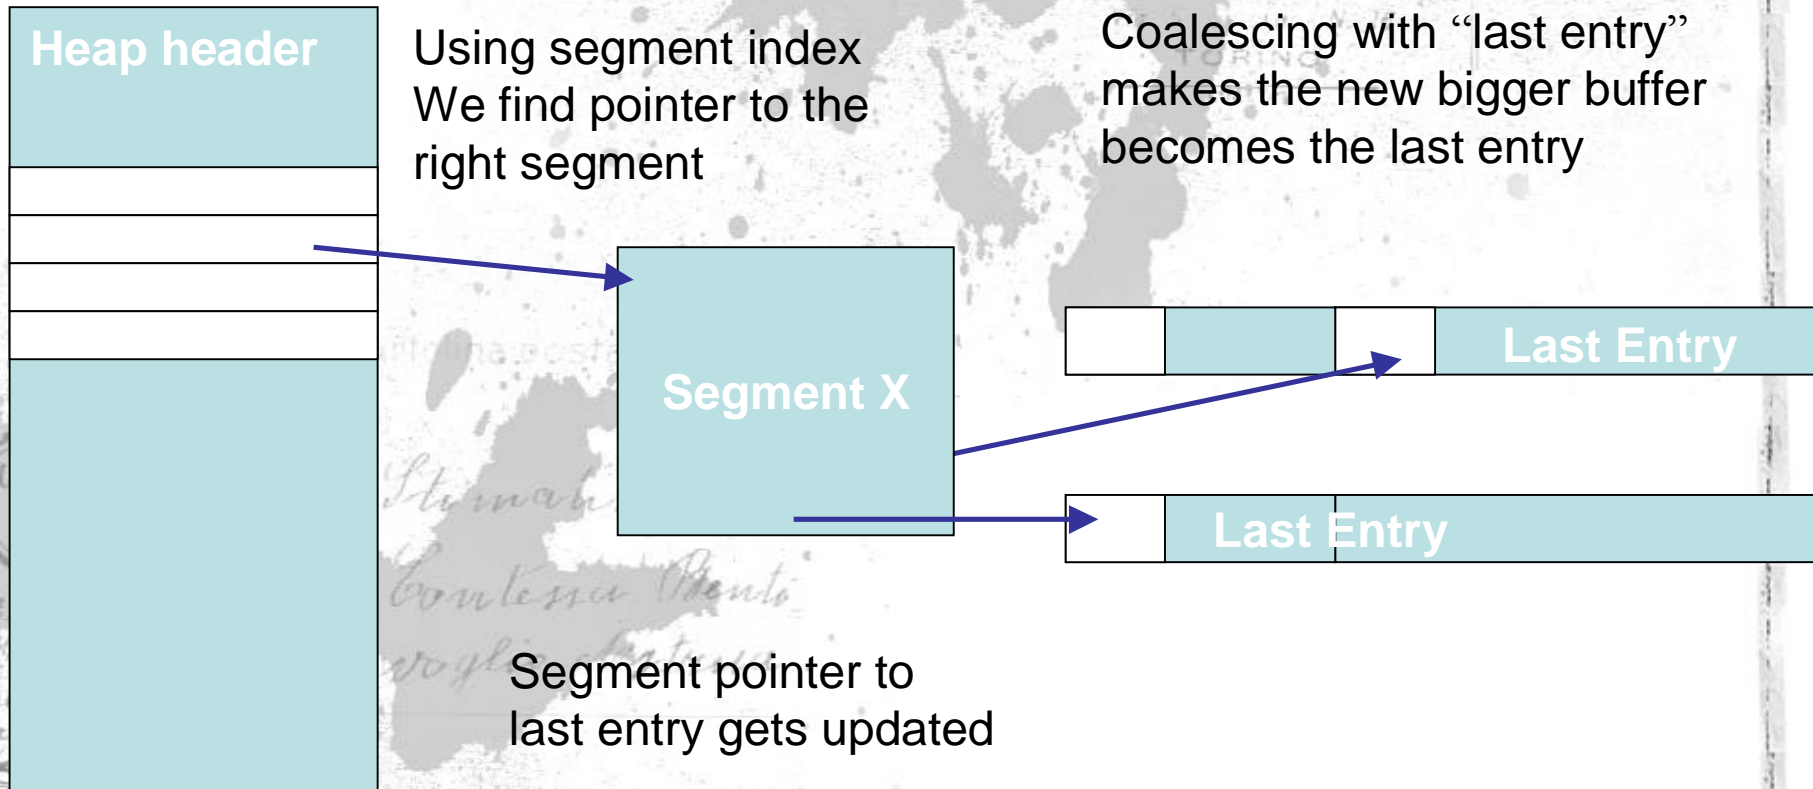 Heap header
Using segment index
We find pointer to the
right segment
Coalescing with “last entry”
makes the new bigger buffer
becomes the last entry
TORINO
Segment X
Last Entry
Last Entry
Segment pointer to
last entry gets updated